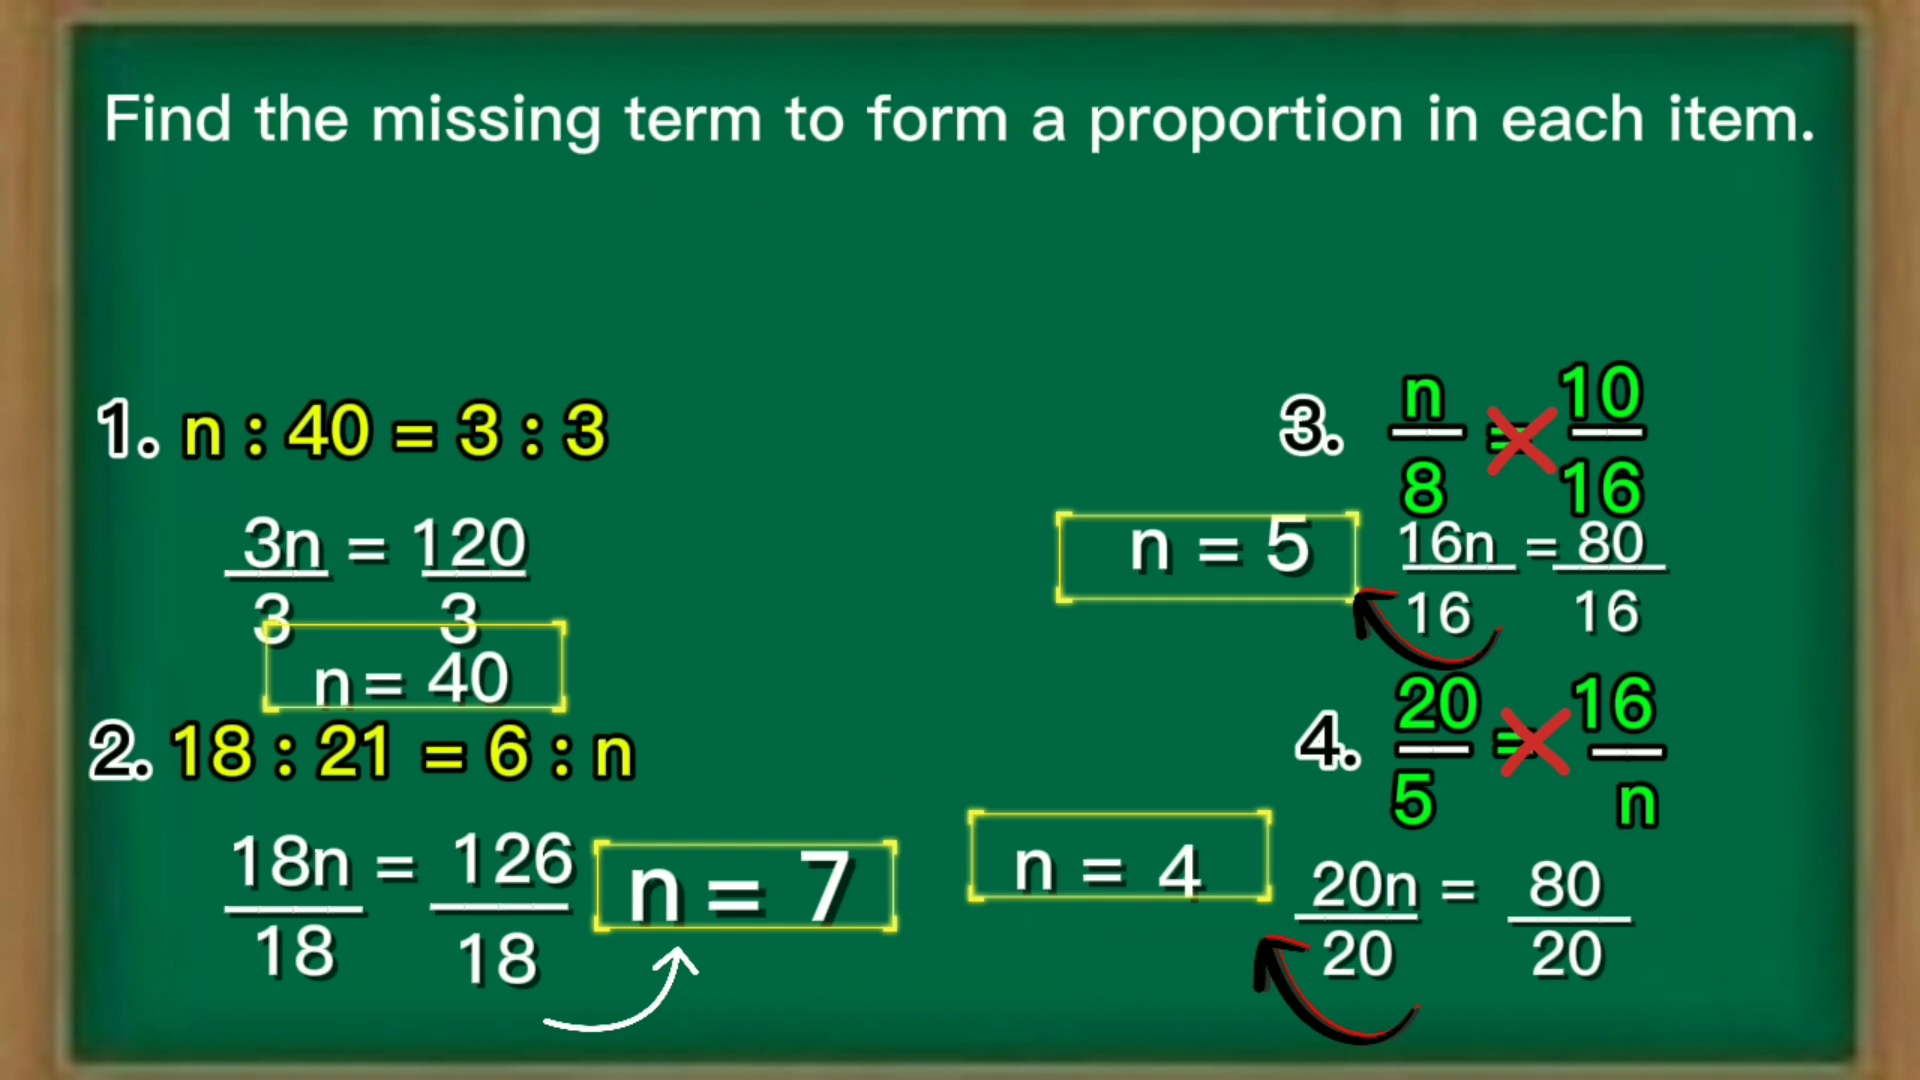 Find the missing term to form a proportion in each item.
1. n : 40 = 3 : 3
3n = 120
3 3
n = 40
2. 18 : 21 = 6 : n
18n = 126
18 18
n = 7
3. n = 10
8 16
16n = 80
16 16
n = 5
4. 20 = 16
5 n
20n = 80
20 20
n = 4